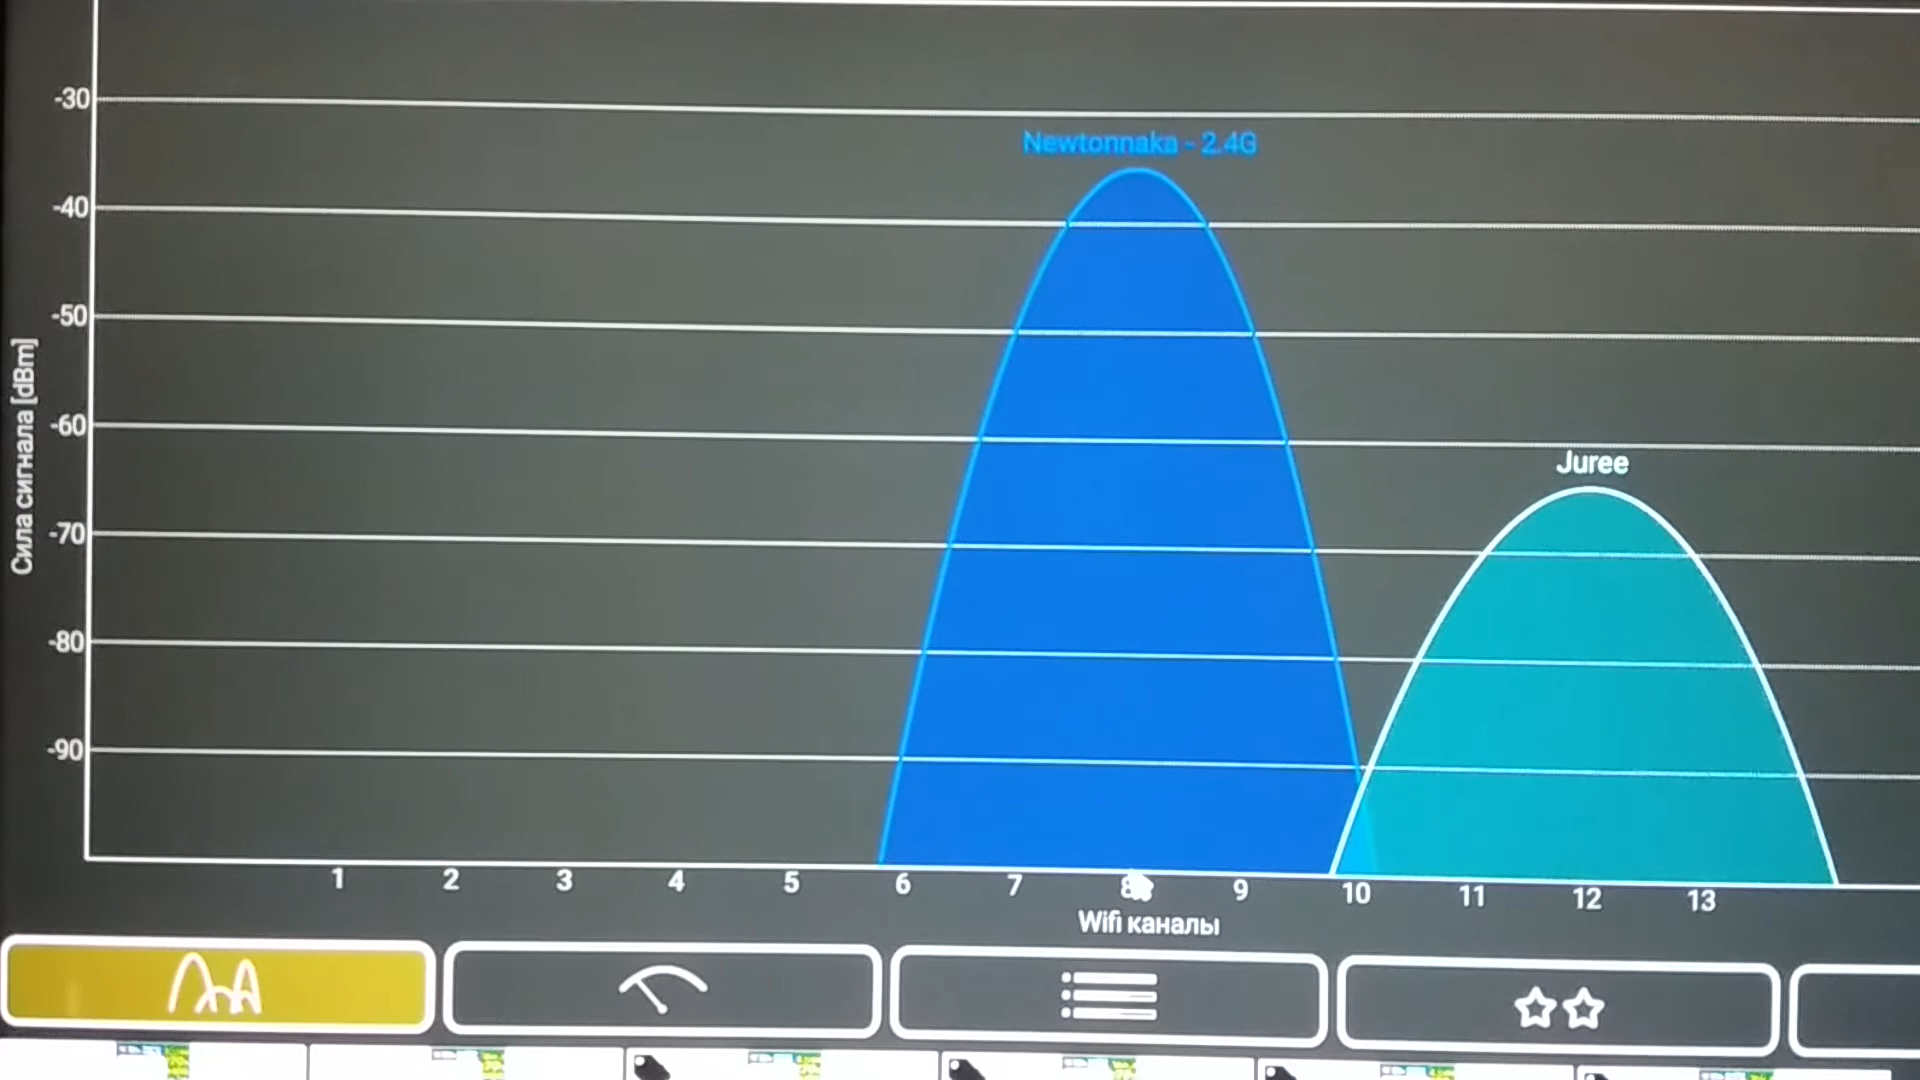 -30
Newtonnaka - 2.4G
-40
-50
Сила сигнала [dBm]
-60
Juree
-70
-80
-90
1 2 3 4 5 6 7 8 9 10 11 12 13
Wifi каналы